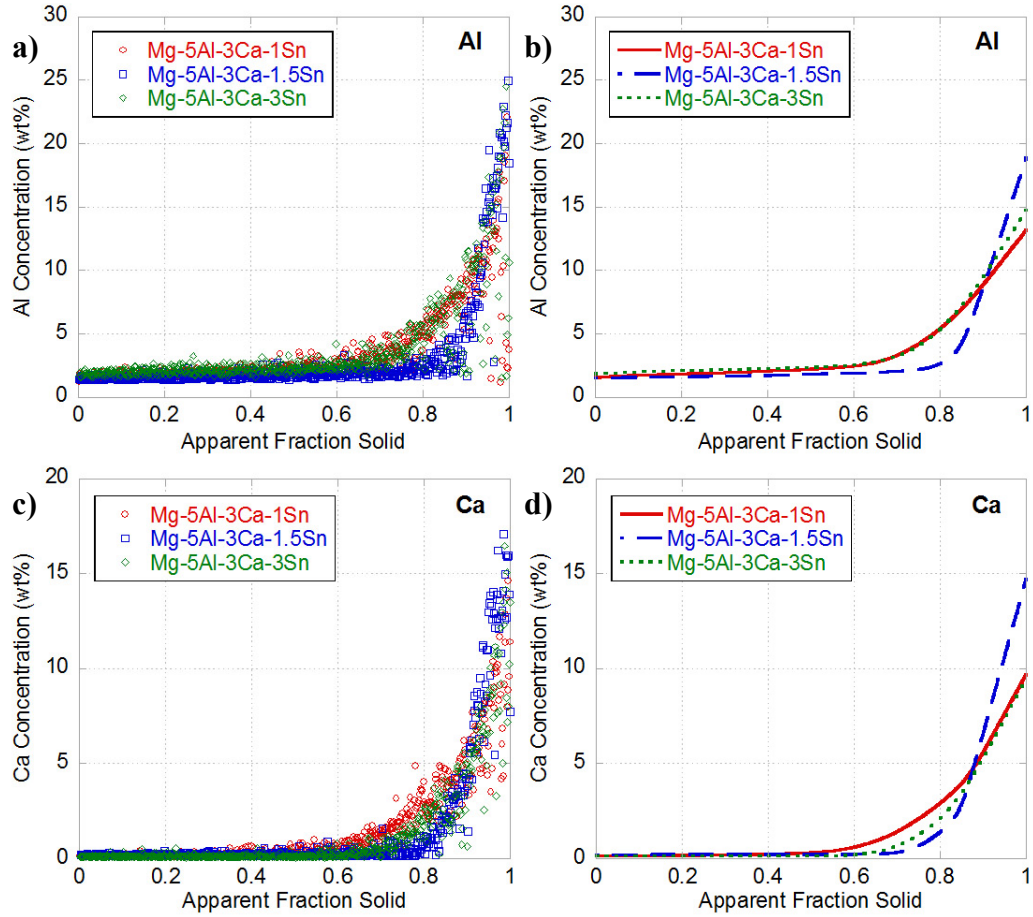 a)
Al
Mg-5Al-3Ca-1Sn
Mg-5Al-3Ca-1.5Sn
Mg-5Al-3Ca-3Sn
Al Concentration (wt%)
30
25
20
15
10
5
0
0 0.2 0.4 0.6 0.8 1
Apparent Fraction Solid
b)
Al
Mg-5Al-3Ca-1Sn
Mg-5Al-3Ca-1.5Sn
Mg-5Al-3Ca-3Sn
Al Concentration (wt%)
30
25
20
15
10
5
0
0 0.2 0.4 0.6 0.8 1
Apparent Fraction Solid
c)
Ca
Mg-5Al-3Ca-1Sn
Mg-5Al-3Ca-1.5Sn
Mg-5Al-3Ca-3Sn
Ca Concentration (wt%)
20
15
10
5
0
0 0.2 0.4 0.6 0.8 1
Apparent Fraction Solid
d)
Ca
Mg-5Al-3Ca-1Sn
Mg-5Al-3Ca-1.5Sn
Mg-5Al-3Ca-3Sn
Ca Concentration (wt%)
20
15
10
5
0
0 0.2 0.4 0.6 0.8 1
Apparent Fraction Solid